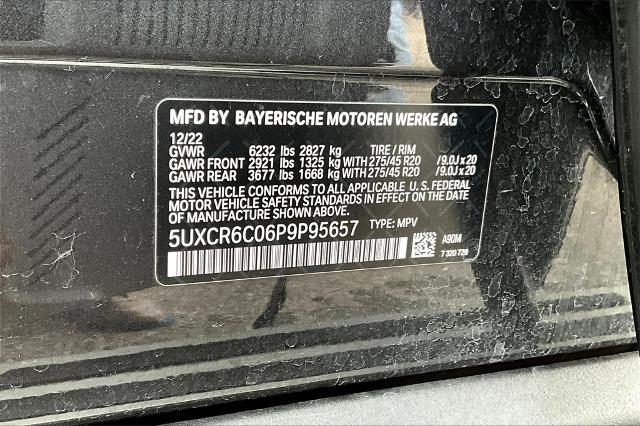 MFD BY BAYERISCHE MOTOREN WERKE AG
12/22
GVWR 6232 lbs 2827 kg TIRE / RIM
GAWR FRONT 2921 lbs 1325 kg WITH 275/45 R20 /9.0J x 20
GAWR REAR 3677 lbs 1668 kg WITH 275/45 R20 /9.0J x 20
THIS VEHICLE CONFORMS TO ALL APPLICABLE U. S. FEDERAL
MOTOR VEHICLE SAFETY STANDARDS IN EFFECT ON THE DATE
OF MANUFACTURE SHOWN ABOVE.
5UXCR6C06P9P95657 TYPE: MPV
A90M
7 320 729